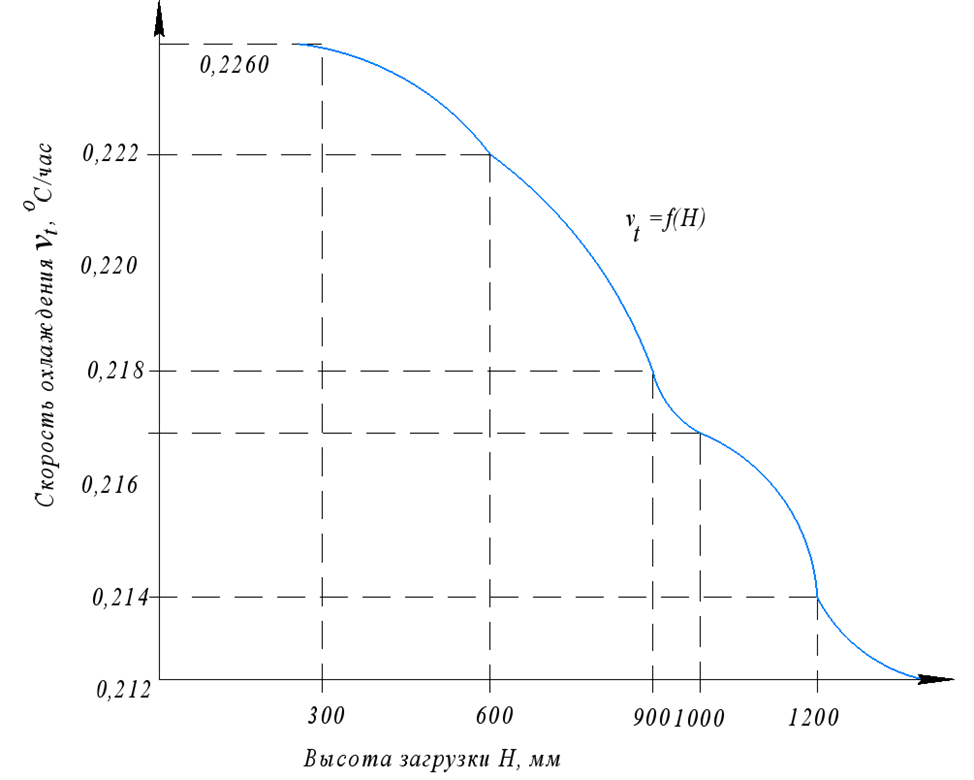 0,2260
0,222
v_t =f(H)
0,220
0,218
0,216
0,214
0,212
Скорость охлаждения V_t, °С/час
300 600 900 1000 1200
Высота загрузки Н, мм